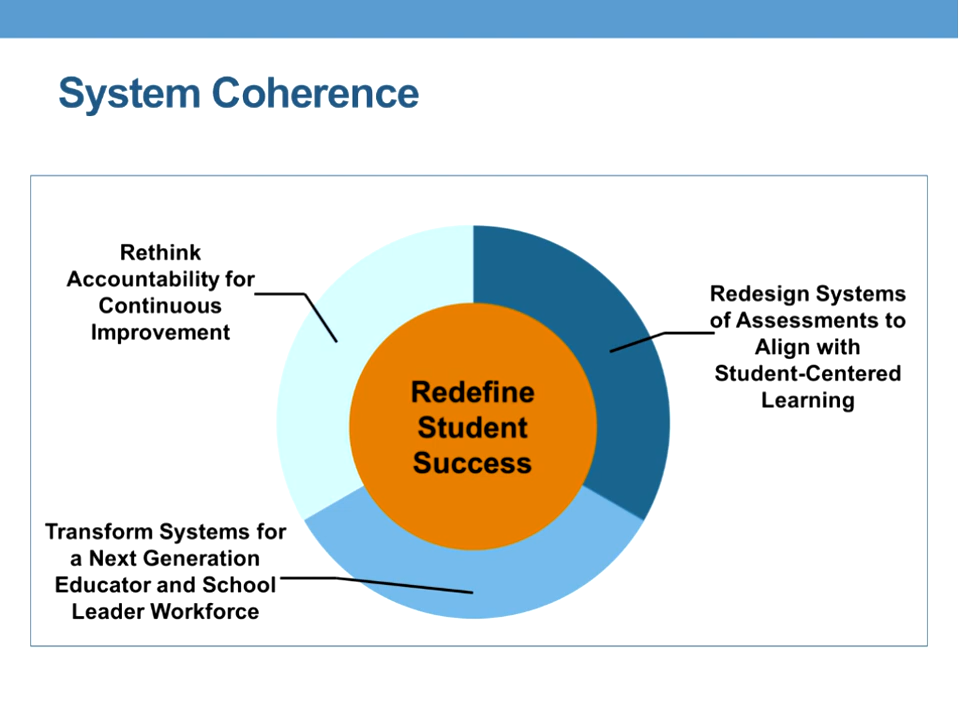 System Coherence
Rethink
Accountability for
Continuous
Improvement
Redesign Systems
of Assessments to
Align with
Student-Centered
Learning
Redefine
Student
Success
Transform Systems for
a Next Generation
Educator and School
Leader Workforce